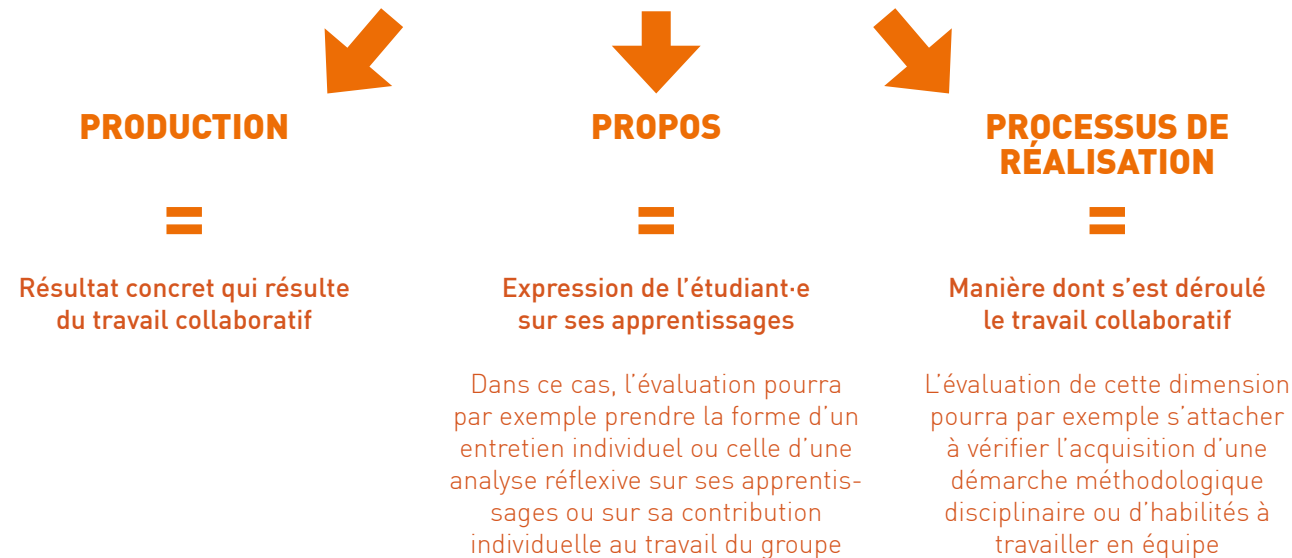 PRODUCTION
=
Résultat concret qui résulte
du travail collaboratif
PROPOS
=
Expression de l'étudiant·e
sur ses apprentissages
Dans ce cas, l'évaluation pourra
par exemple prendre la forme d'un
entretien individuel ou celle d'une
analyse réflexive sur ses apprentis-
sages ou sur sa contribution
individuelle au travail du groupe
PROCESSUS DE
RÉALISATION
=
Manière dont s'est déroulé
le travail collaboratif
L'évaluation de cette dimension
pourra par exemple s'attacher
à vérifier l'acquisition d'une
démarche méthodologique
disciplinaire ou d'habilités à
travailler en équipe